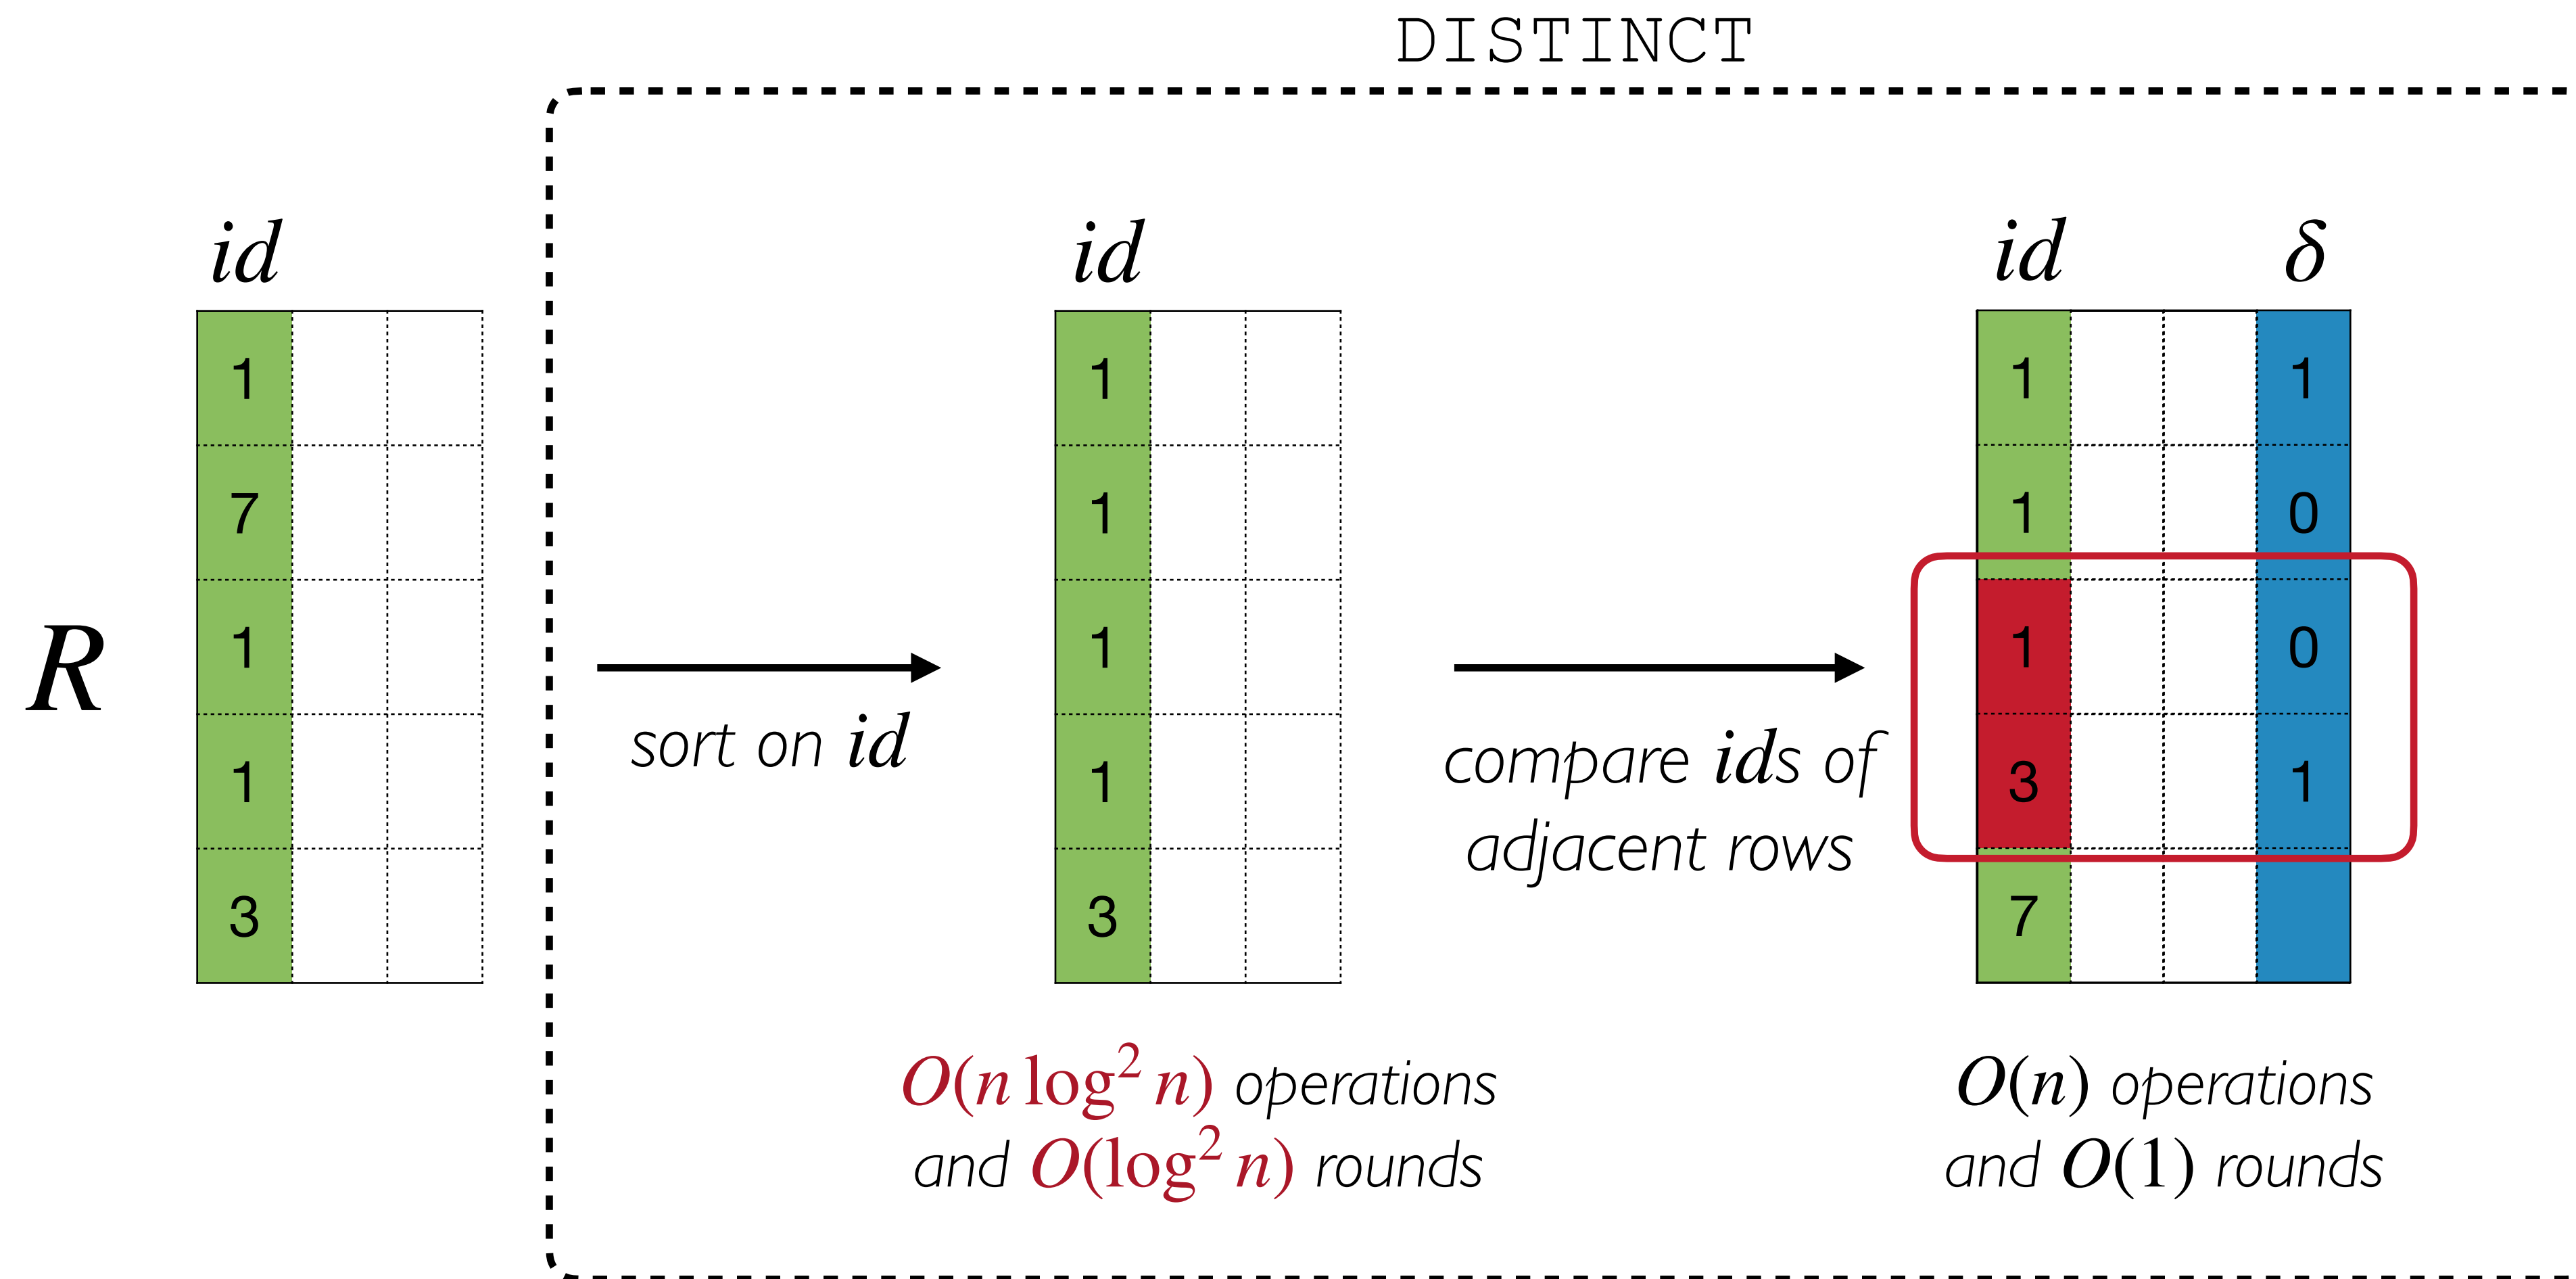 DISTINCT
id
id
id δ
R
1
7
1
1
3
sort on id
1
1
1
1
3
compare ids of
adjacent rows
1 1
1 0
1 0
3 1
7
O(n log² n) operations
and O(log² n) rounds
O(n) operations
and O(1) rounds